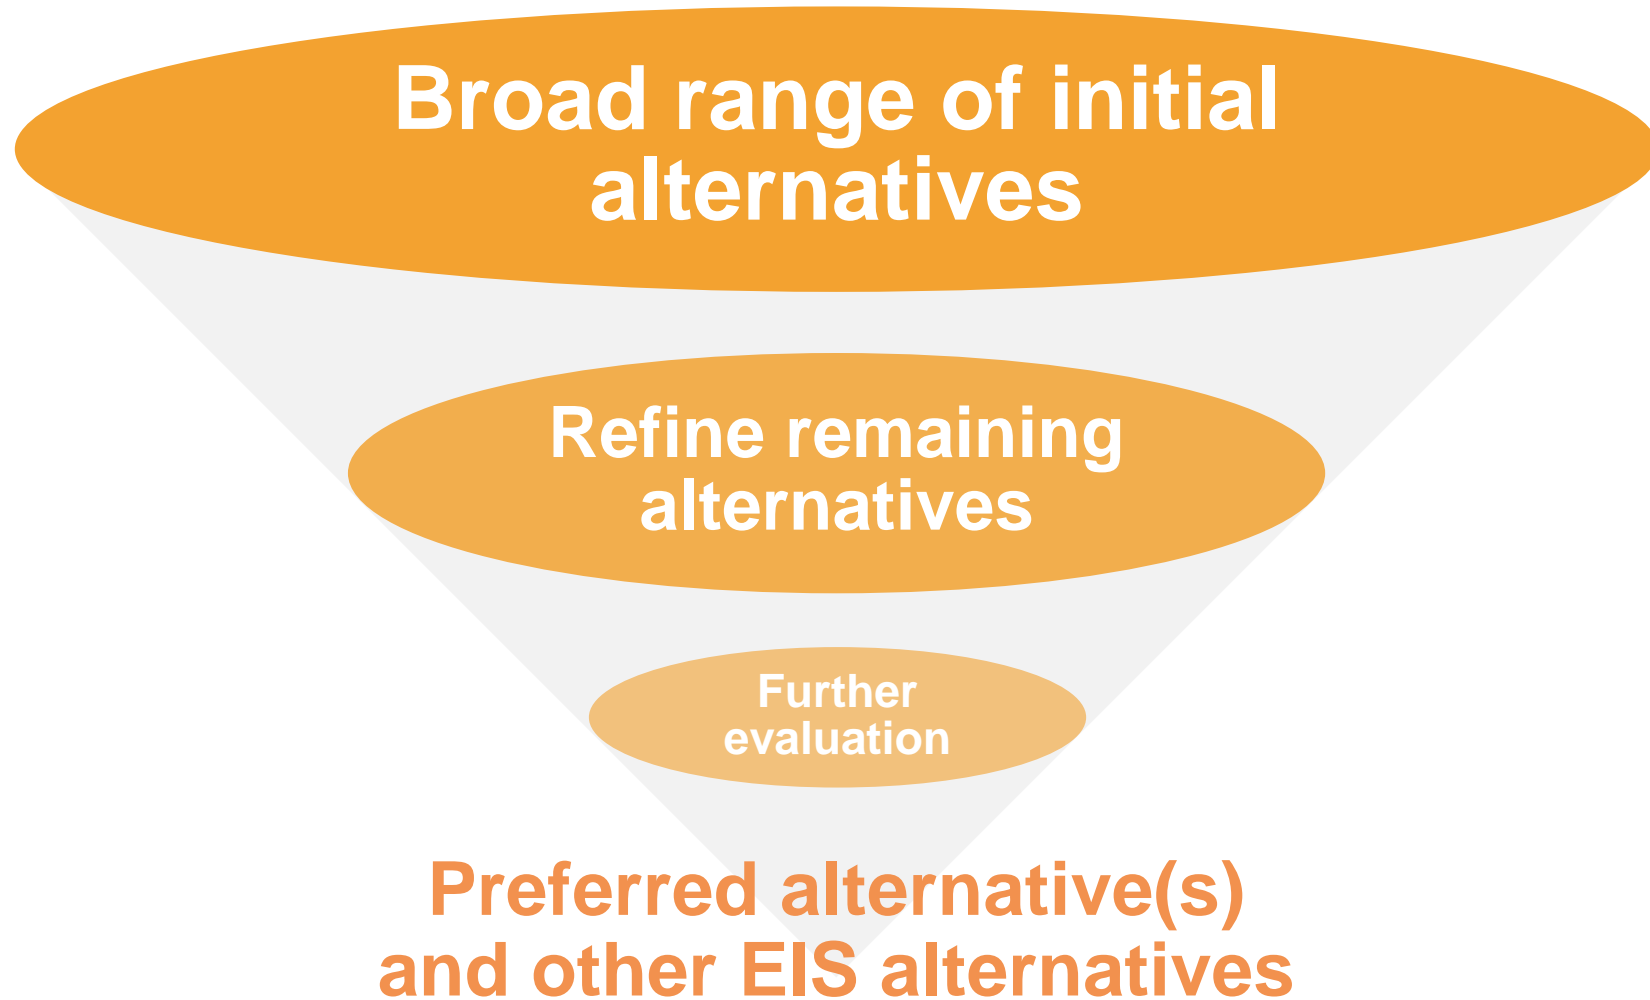 Broad range of initial
alternatives
Refine remaining
alternatives
Further
evaluation
Preferred alternative(s)
and other EIS alternatives